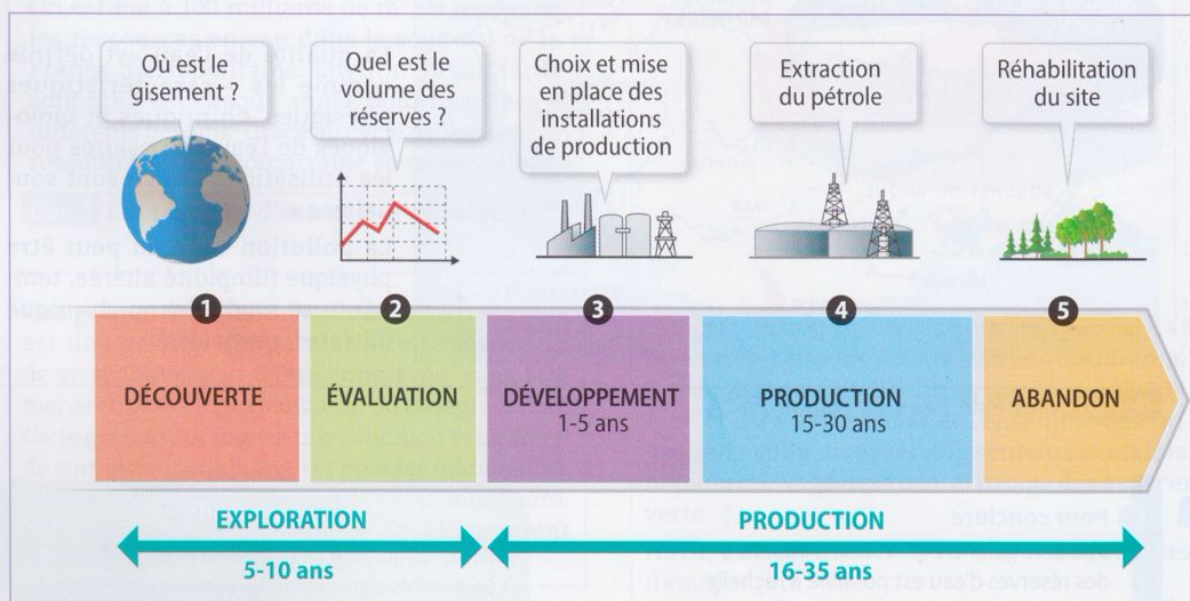 Où est le
gisement ?
Quel est le
volume des
réserves ?
Choix et mise
en place des
installations
de production
Extraction
du pétrole
Réhabilitation
du site
1
2
3
4
5
DÉCOUVERTE
ÉVALUATION
DÉVELOPPEMENT
1-5 ans
PRODUCTION
15-30 ans
ABANDON
EXPLORATION
5-10 ans
PRODUCTION
16-35 ans